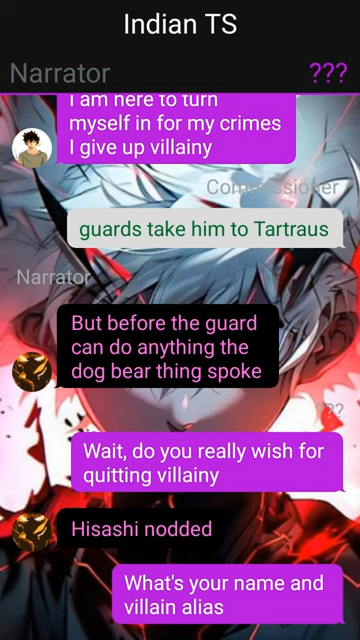 Indian TS
Narrator
???
I am here to turn
myself in for my crimes
I give up villainy
Commissioner
guards take him to Tartraus
Narrator
But before the guard
can do anything the
dog bear thing spoke
???
Wait, do you really wish for
quitting villainy
Hisashi nodded
What's your name and
villain alias